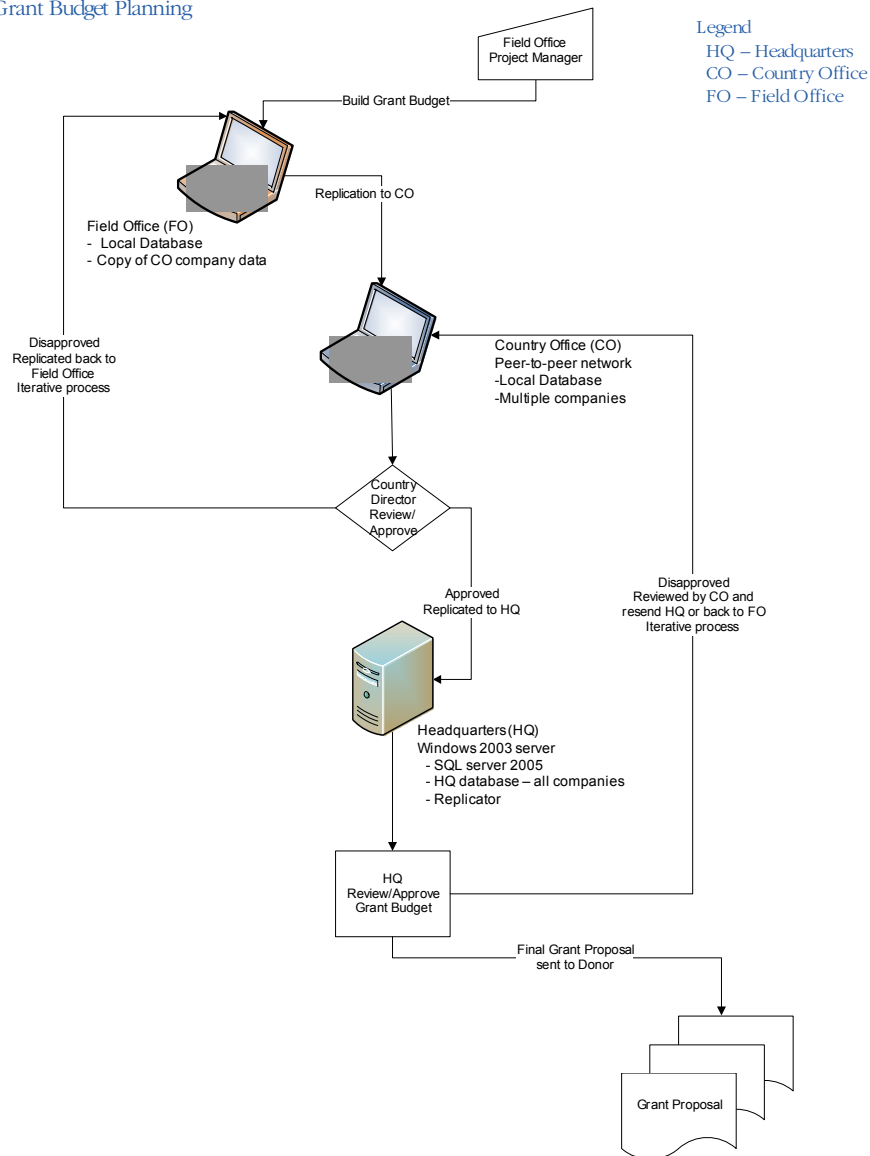 Grant Budget Planning
Legend
HQ – Headquarters
CO – Country Office
FO – Field Office
Field Office
Project Manager
Build Grant Budget
Replication to CO
Field Office (FO)
- Local Database
- Copy of CO company data
Country Office (CO)
Peer-to-peer network
-Local Database
-Multiple companies
Disapproved
Replicated back to
Field Office
Iterative process
Country
Director
Review/
Approve
Approved
Replicated to HQ
Disapproved
Reviewed by CO and
resend HQ or back to FO
Iterative process
Headquarters (HQ)
Windows 2003 server
- SQL server 2005
- HQ database – all companies
- Replicator
HQ
Review/Approve
Grant Budget
Final Grant Proposal
sent to Donor
Grant Proposal